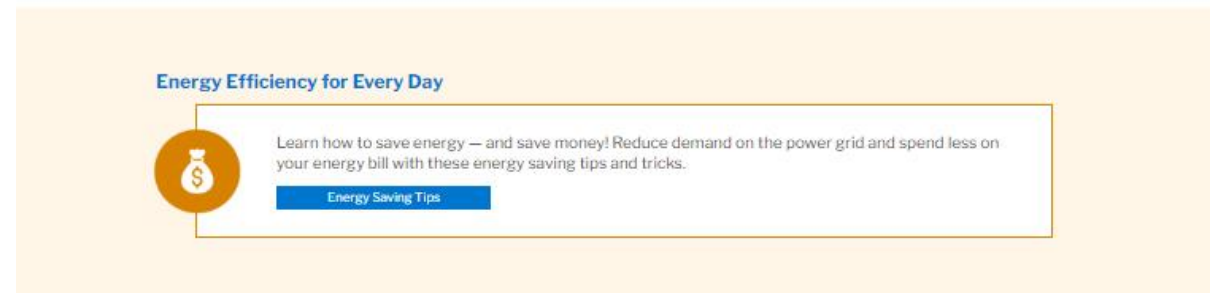 Energy Efficiency for Every Day
Learn how to save energy — and save money! Reduce demand on the power grid and spend less on
your energy bill with these energy saving tips and tricks.
$
Energy Saving Tips